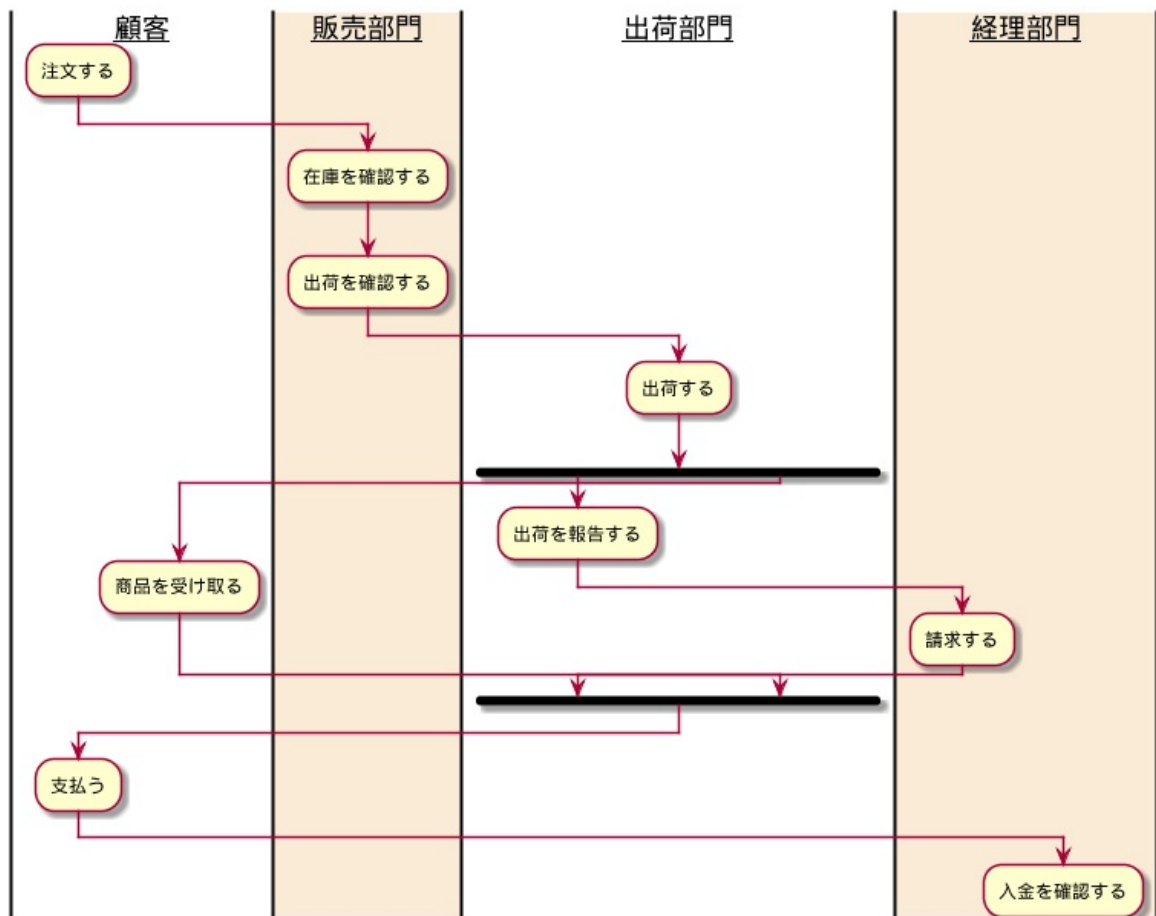 顧客
販売部門
出荷部門
経理部門
注文する
在庫を確認する
出荷を確認する
出荷する
出荷を報告する
商品を受け取る
請求する
支払う
入金を確認する